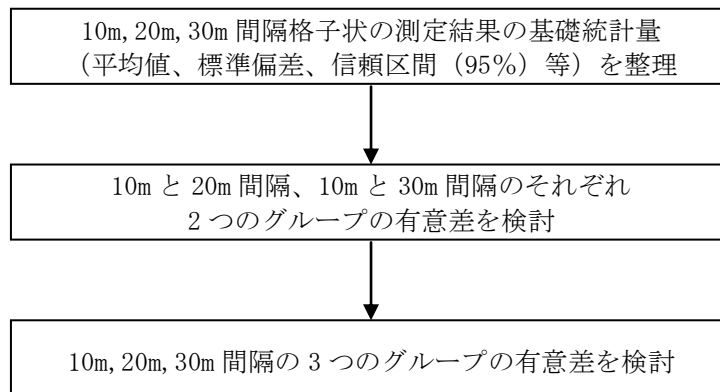 10m,20m,30m 間隔格子状の測定結果の基礎統計量
（平均値、標準偏差、信頼区間（95％）等）を整理
10m と 20m 間隔、10m と 30m 間隔のそれぞれ
2 つのグループの有意差を検討
10m,20m,30m 間隔の 3 つのグループの有意差を検討